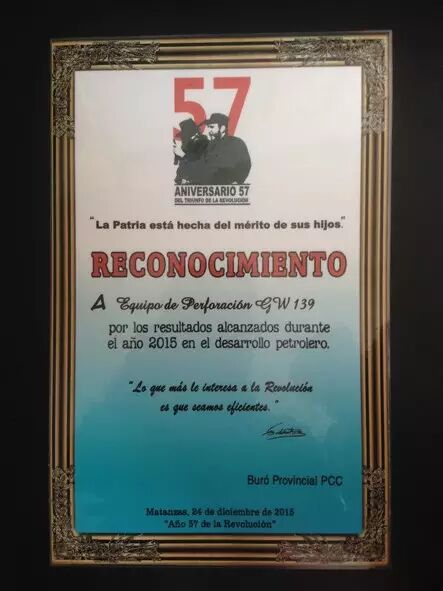 57
ANIVERSARIO 57
DEL TRIUNFO DE LA REVOLUCIÓN
"La Patria está hecha del mérito de sus hijos."
RECONOCIMIENTO
A Equipo de Perforación GW 139
por los resultados alcanzados durante
el año 2015 en el desarrollo petrolero.
"Lo que más le interesa a la Revolución
es que seamos eficientes."
Buró Provincial PCC
Matanzas, 24 de diciembre de 2015
"Año 57 de la Revolución"